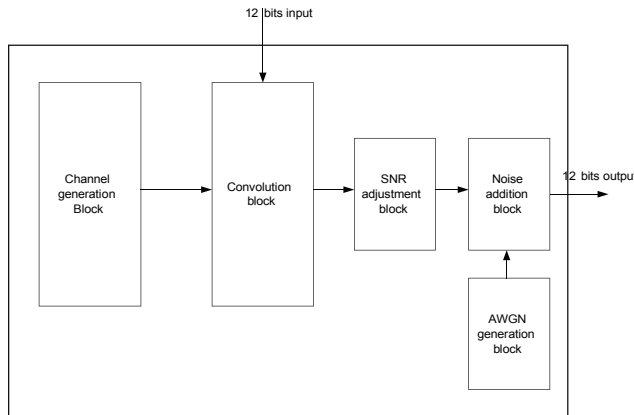 12 bits input
Channel
generation
Block
Convolution
block
SNR
adjustment
block
Noise
addition
block
12 bits output
AWGN
generation
block